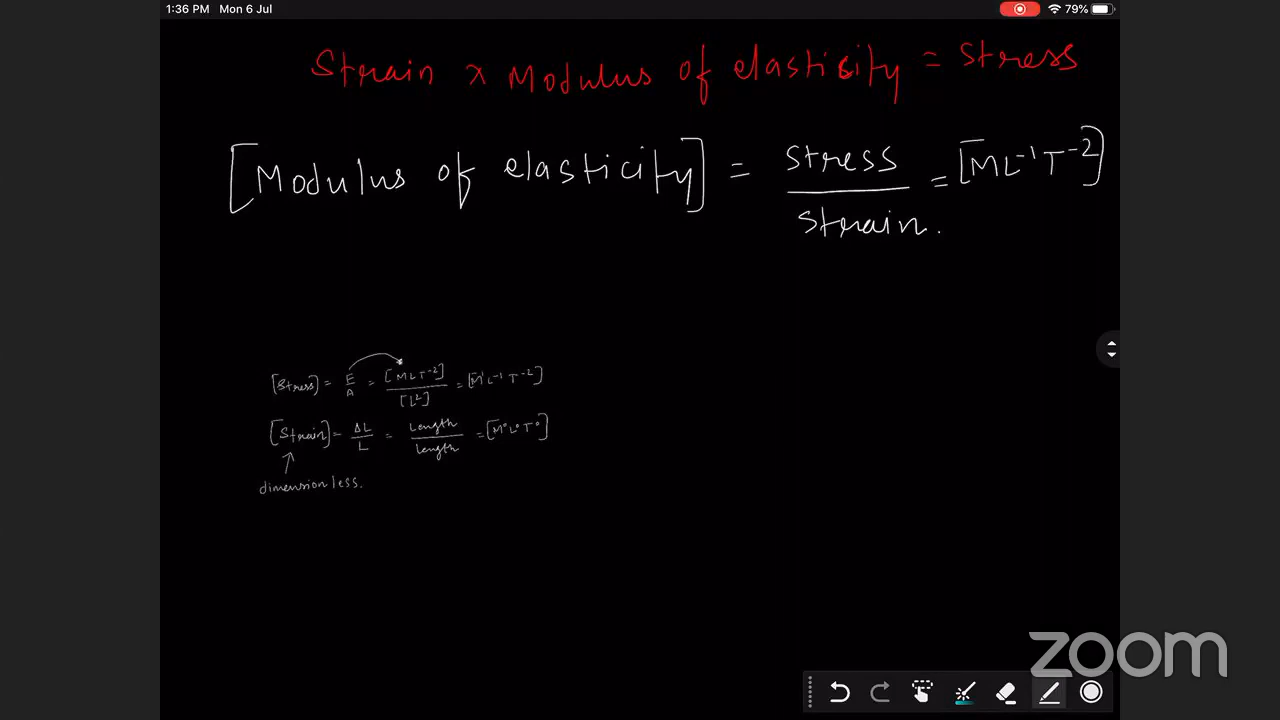 1:36 PM Mon 6 Jul 79%
Strain x Modulus of elasticity = Stress
[Modulus of elasticity] = Stress / Strain. = [ML⁻¹T⁻²]
[Stress] = F / A = [MLT⁻²] / [L²] = [M¹L⁻¹T⁻²]
[Strain] = ΔL / L = Length / Length = [M⁰L⁰T⁰]
dimension less.
zoom